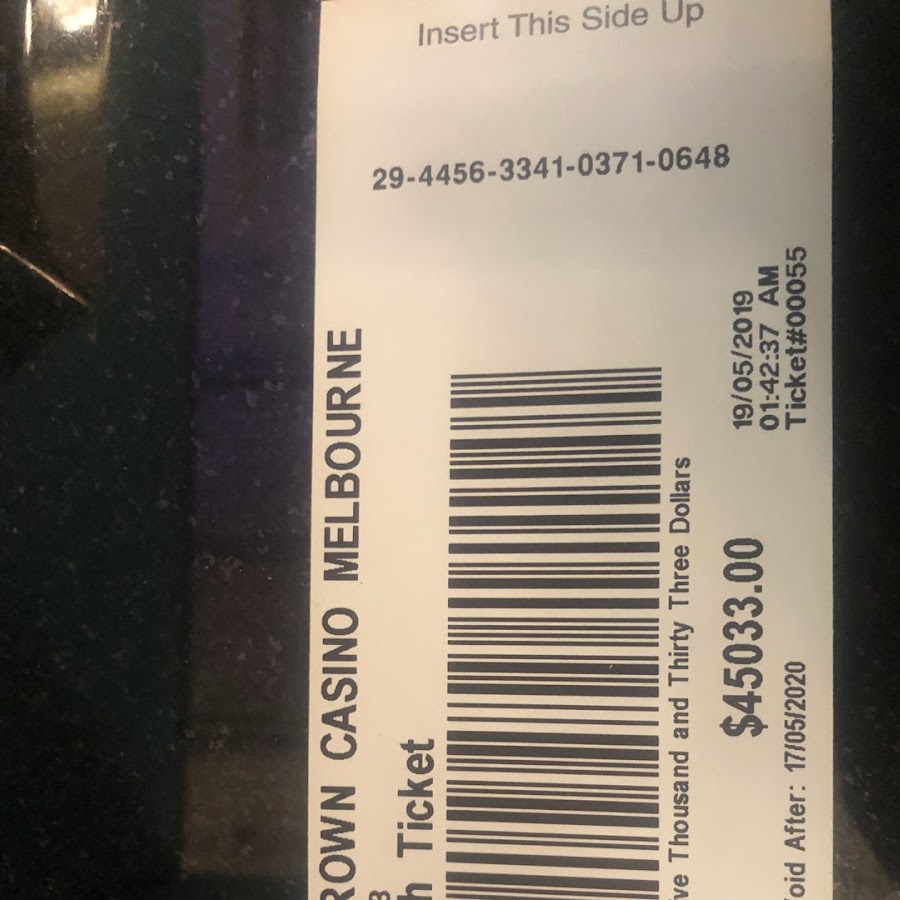 Insert This Side Up
29-4456-3341-0371-0648
ROWN CASINO MELBOURNE
Ticket
ve Thousand and Thirty Three Dollars
$45033.00
19/05/2019
01:42:37 AM
Ticket#00055
oid After: 17/05/2020